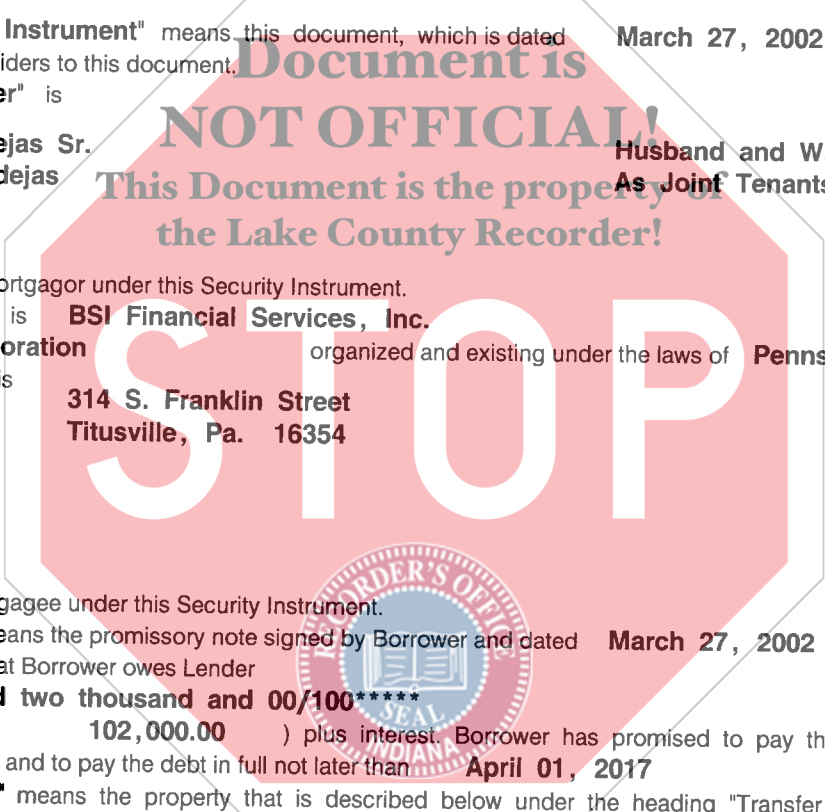 Instrument" means this document, which is dated March 27, 2002
iders to this document.
Document is
er" is
NOT OFFICIAL!
ejas Sr. Husband and W
dejas As Joint Tenants
This Document is the property of
the Lake County Recorder!
ortgagor under this Security Instrument.
is BSI Financial Services, Inc.
oration organized and existing under the laws of Penns
is
314 S. Franklin Street
Titusville, Pa. 16354
STOP
gagee under this Security Instrument.
eans the promissory note signed by Borrower and dated March 27, 2002
at Borrower owes Lender
d two thousand and 00/100*****
102,000.00 ) plus interest. Borrower has promised to pay th
and to pay the debt in full not later than April 01, 2017
" means the property that is described below under the heading "Transfer
RECORDER'S OFFICE
SEAL
INDIANA